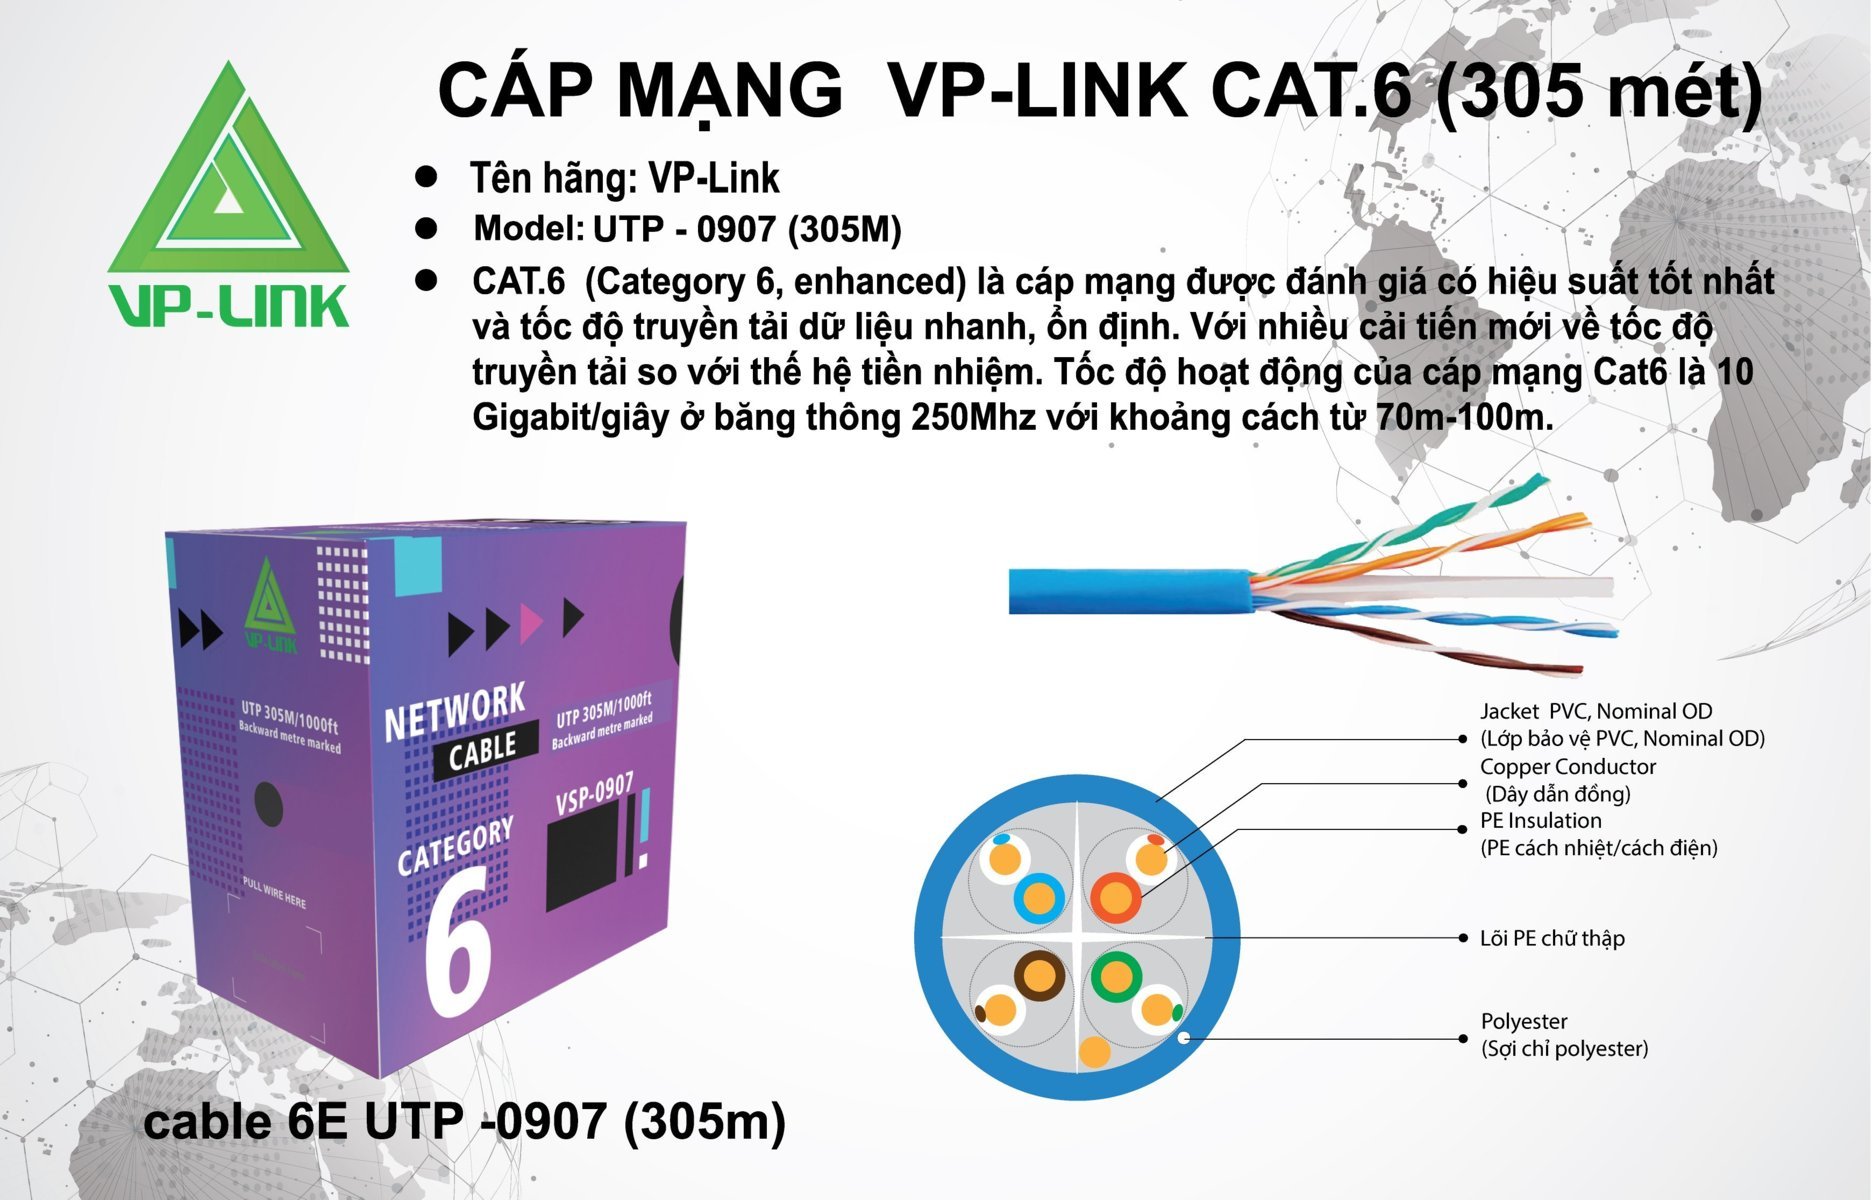 CÁP MẠNG VP-LINK CAT.6 (305 mét)
VP-LINK
● Tên hãng: VP-Link
● Model: UTP - 0907 (305M)
● CAT.6 (Category 6, enhanced) là cáp mạng được đánh giá có hiệu suất tốt nhất
và tốc độ truyền tải dữ liệu nhanh, ổn định. Với nhiều cải tiến mới về tốc độ
truyền tải so với thế hệ tiền nhiệm. Tốc độ hoạt động của cáp mạng Cat6 là 10
Gigabit/giây ở băng thông 250Mhz với khoảng cách từ 70m-100m.
VP-LINK
UTP 305M/1000ft
Backward metre marked
PULL WIRE HERE
NETWORK
CABLE
UTP 305M/1000ft
Backward metre marked
VSP-0907
CATEGORY
6
cable 6E UTP -0907 (305m)
Jacket PVC, Nominal OD
(Lớp bảo vệ PVC, Nominal OD)
Copper Conductor
(Dây dẫn đồng)
PE Insulation
(PE cách nhiệt/cách điện)
Lõi PE chữ thập
Polyester
(Sợi chỉ polyester)